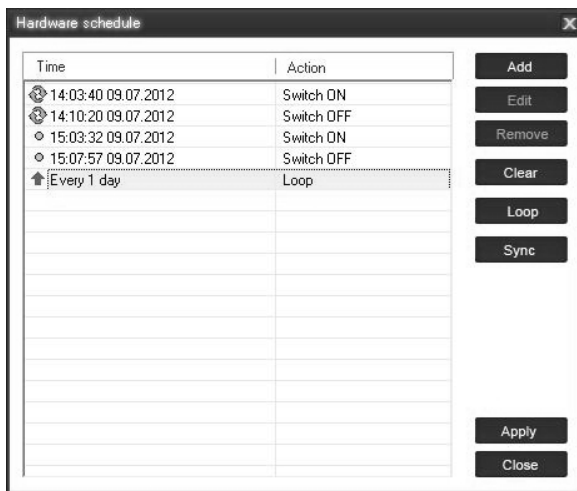 Hardware schedule
Time Action
14:03:40 09.07.2012 Switch ON
14:10:20 09.07.2012 Switch OFF
15:03:32 09.07.2012 Switch ON
15:07:57 09.07.2012 Switch OFF
Every 1 day Loop
Add
Edit
Remove
Clear
Loop
Sync
Apply
Close